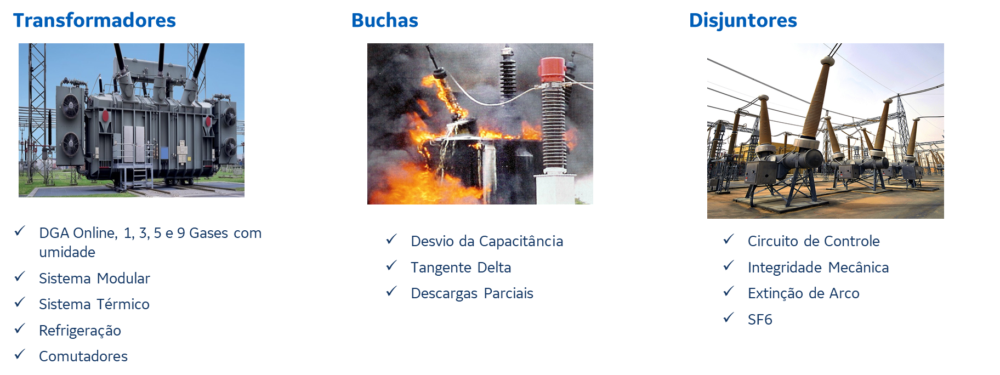 Transformadores
DGA Online, 1, 3, 5 e 9 Gases com
umidade
Sistema Modular
Sistema Térmico
Refrigeração
Comutadores
Buchas
Desvio da Capacitância
Tangente Delta
Descargas Parciais
Disjuntores
Circuito de Controle
Integridade Mecânica
Extinção de Arco
SF6